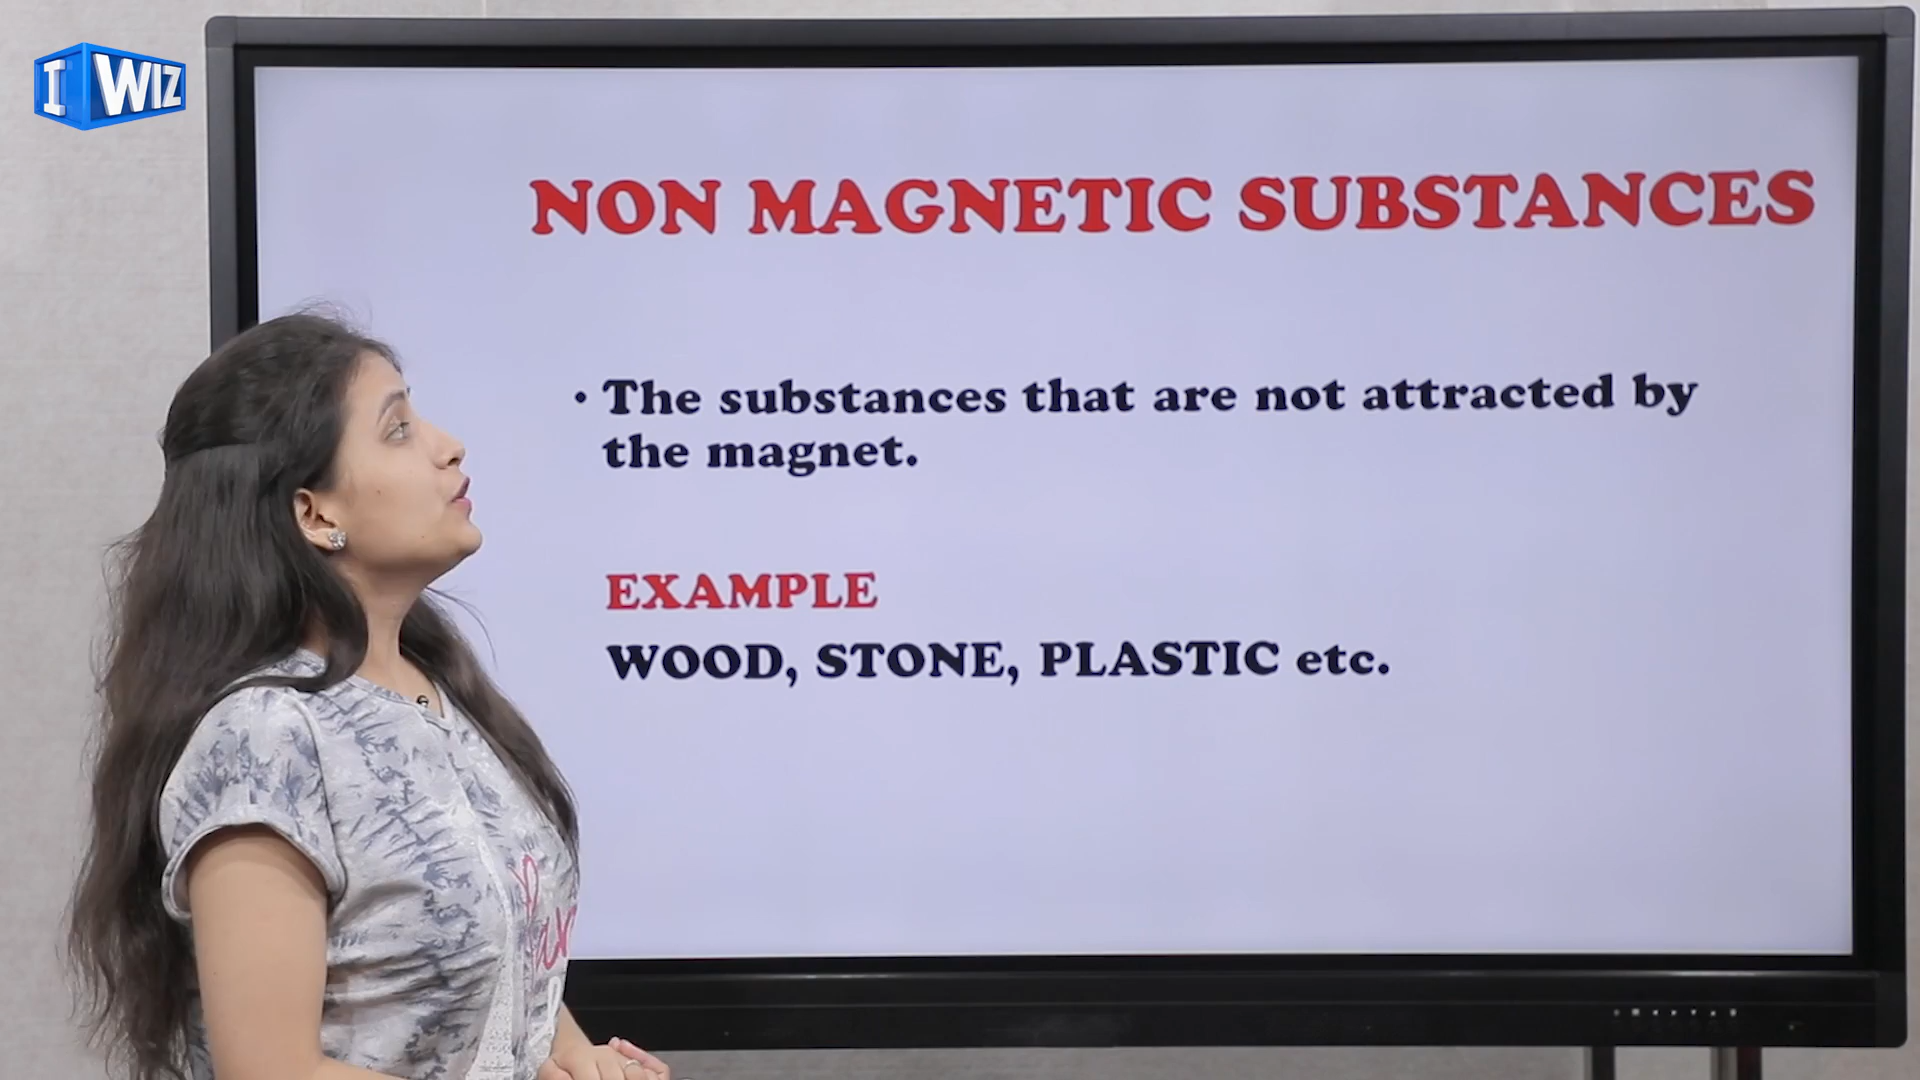 I WIZ
NON MAGNETIC SUBSTANCES
• The substances that are not attracted by
the magnet.
EXAMPLE
WOOD, STONE, PLASTIC etc.